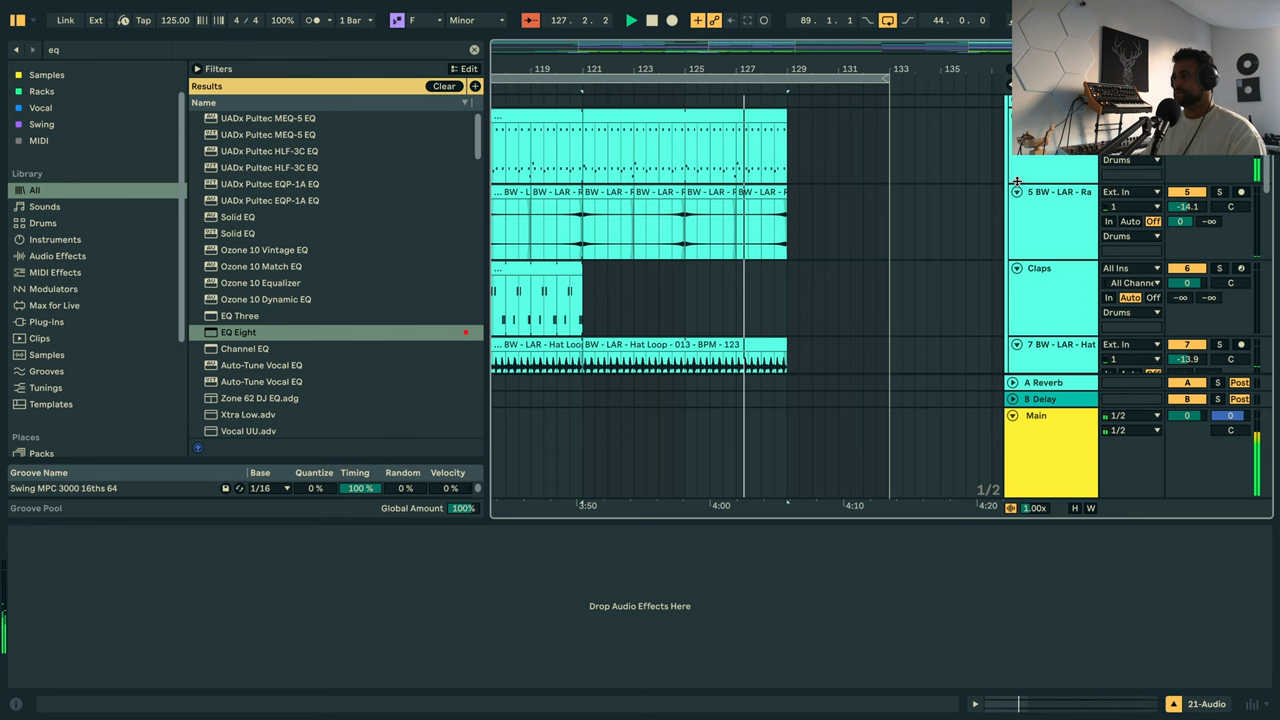 Link Ext Tap 125.00 4 / 4 100% 1 Bar F Minor 127. 2. 2 89. 1. 1 44. 0. 0
eq
Samples
Racks
Vocal
Swing
MIDI
Library
All
Sounds
Drums
Instruments
Audio Effects
MIDI Effects
Modulators
Max for Live
Plug-Ins
Clips
Samples
Grooves
Tunings
Templates
Places
Packs
Filters Edit
Results Clear
Name
UADx Pultec MEQ-5 EQ
UADx Pultec MEQ-5 EQ
UADx Pultec HLF-3C EQ
UADx Pultec HLF-3C EQ
UADx Pultec EQP-1A EQ
UADx Pultec EQP-1A EQ
Solid EQ
Solid EQ
Ozone 10 Vintage EQ
Ozone 10 Match EQ
Ozone 10 Equalizer
Ozone 10 Dynamic EQ
EQ Three
EQ Eight
Channel EQ
Auto-Tune Vocal EQ
Auto-Tune Vocal EQ
Zone 62 DJ EQ.adg
Xtra Low.adv
Vocal UU.adv
Groove Name Base Quantize Timing Random Velocity
Swing MPC 3000 16ths 64 1/16 0 % 100 % 0 % 0 %
Groove Pool Global Amount 100%
119 121 123 125 127 129 131 133 135
...
... BW - L BW - LAR - F BW - LAR - F BW - LAR - F BW - LAR - F BW - LAR - F
...
... BW - LAR - Hat Loop BW - LAR - Hat Loop - 013 - BPM - 123
1/2
3:50 4:00 4:10 4:20
Drums
5 BW - LAR - Ra Ext. In 5 S
1 -14.1 C
In Auto Off 0 -∞
Drums
Claps All Ins 6 S
All Channe 0 C
In Auto Off -∞ -∞
Drums
7 BW - LAR - Hat Ext. In 7 S
1 -13.9 C
A Reverb A S Post
B Delay B S Post
Main 1/2 0 0
1/2 C
1.00x H W
Drop Audio Effects Here
21-Audio